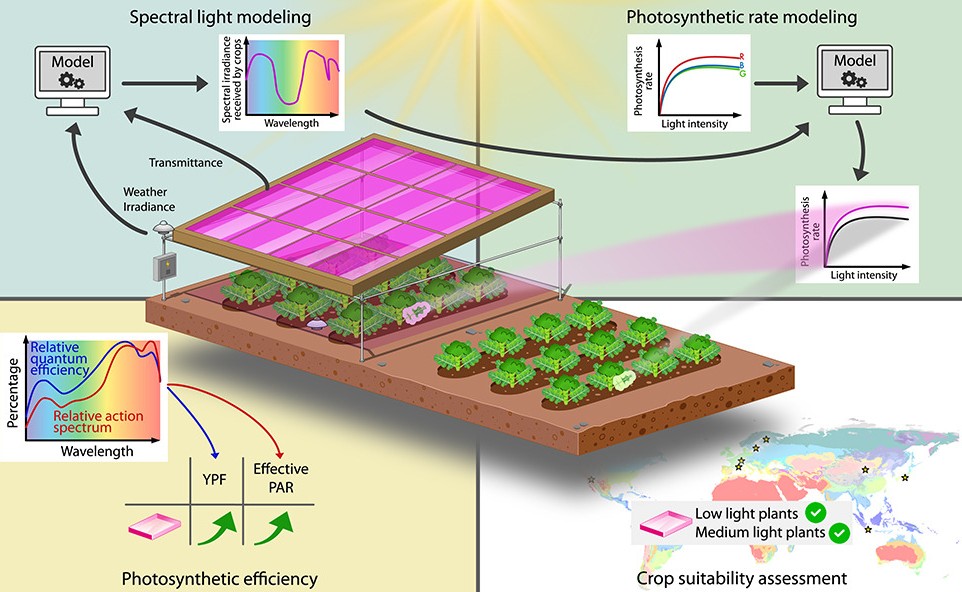 Spectral light modeling
Photosynthetic rate modeling
Model
Spectral irradiance
received by crops
Wavelength
Transmittance
Weather
Irradiance
Photosynthesis
rate
R
B
G
Light intensity
Model
Photosynthesis
rate
Light intensity
Percentage
Relative
quantum
efficiency
Relative action
spectrum
Wavelength
YPF
Effective
PAR
Photosynthetic efficiency
Low light plants
Medium light plants
Crop suitability assessment